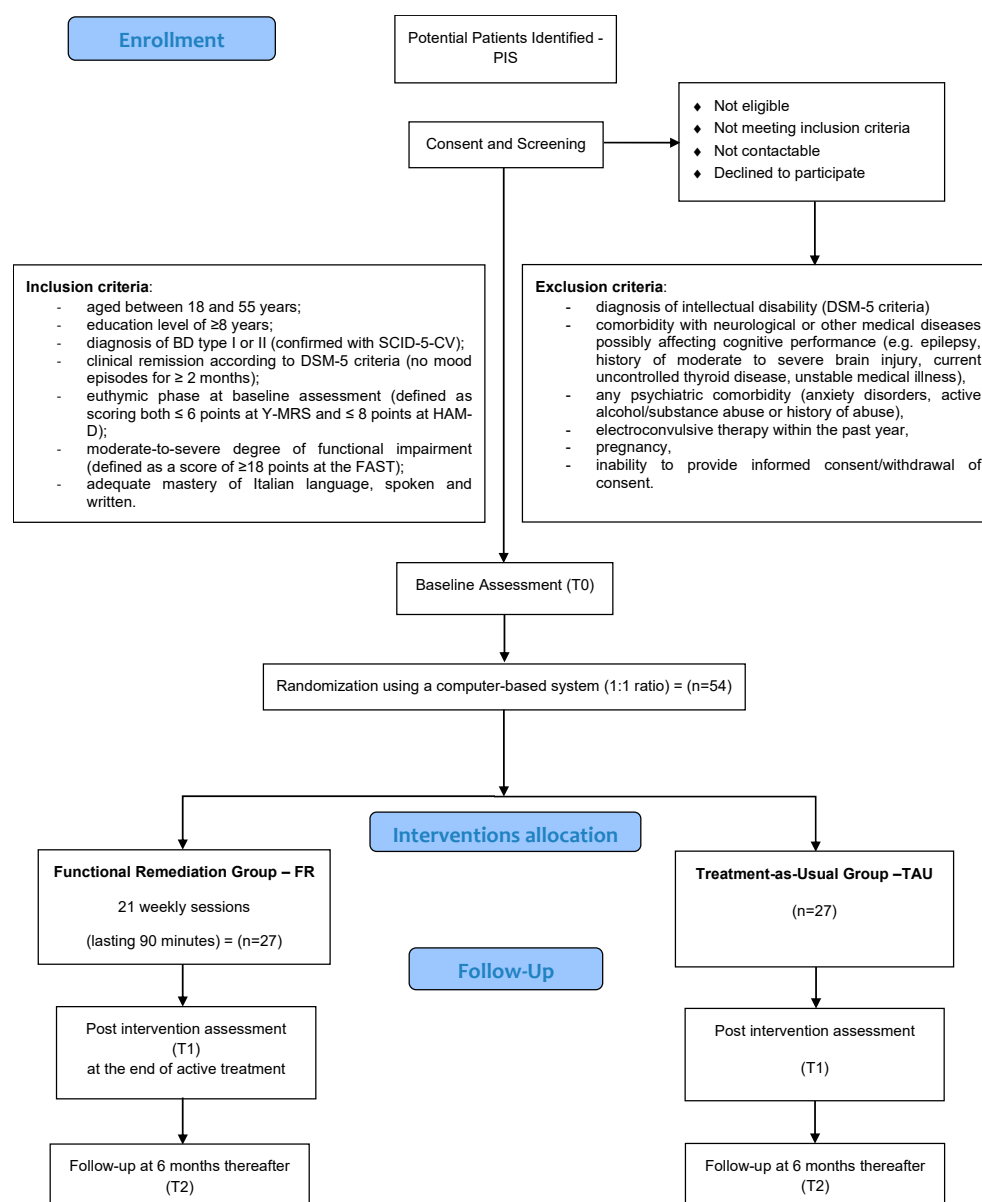 Enrollment
Potential Patients Identified -
PIS
♦ Not eligible
♦ Not meeting inclusion criteria
♦ Not contactable
♦ Declined to participate
Consent and Screening
Inclusion criteria:
- aged between 18 and 55 years;
- education level of ≥8 years;
- diagnosis of BD type I or II (confirmed with SCID-5-CV);
- clinical remission according to DSM-5 criteria (no mood
episodes for ≥ 2 months);
- euthymic phase at baseline assessment (defined as
scoring both ≤ 6 points at Y-MRS and ≤ 8 points at HAM-
D);
- moderate-to-severe degree of functional impairment
(defined as a score of ≥18 points at the FAST);
- adequate mastery of Italian language, spoken and
written.
Exclusion criteria:
- diagnosis of intellectual disability (DSM-5 criteria)
- comorbidity with neurological or other medical diseases
possibly affecting cognitive performance (e.g. epilepsy,
history of moderate to severe brain injury, current
uncontrolled thyroid disease, unstable medical illness),
- any psychiatric comorbidity (anxiety disorders, active
alcohol/substance abuse or history of abuse),
- electroconvulsive therapy within the past year,
- pregnancy,
- inability to provide informed consent/withdrawal of
consent.
Baseline Assessment (T0)
Randomization using a computer-based system (1:1 ratio) = (n=54)
Interventions allocation
Functional Remediation Group – FR
21 weekly sessions
(lasting 90 minutes) = (n=27)
Treatment-as-Usual Group –TAU
(n=27)
Follow-Up
Post intervention assessment
(T1)
at the end of active treatment
Post intervention assessment
(T1)
Follow-up at 6 months thereafter
(T2)
Follow-up at 6 months thereafter
(T2)